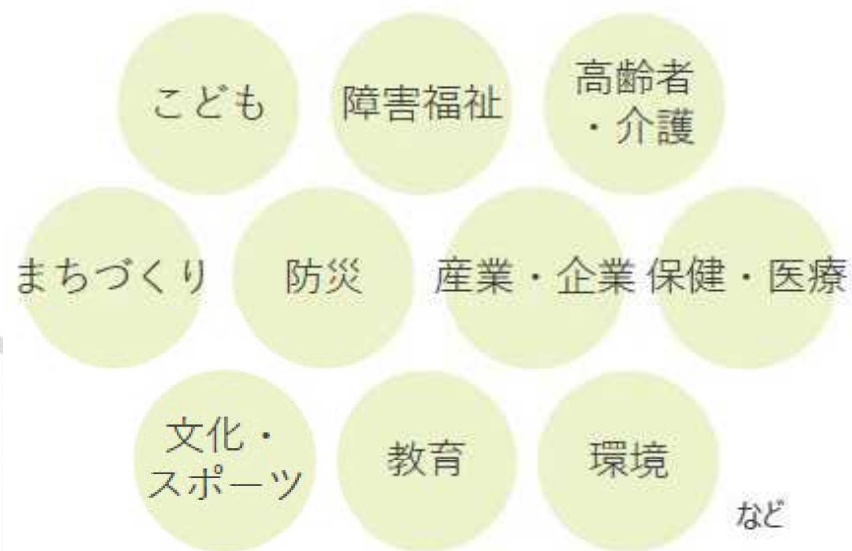 こども
障害福祉
高齢者
・介護
まちづくり
防災
産業・企業
保健・医療
文化・
スポーツ
教育
環境
など